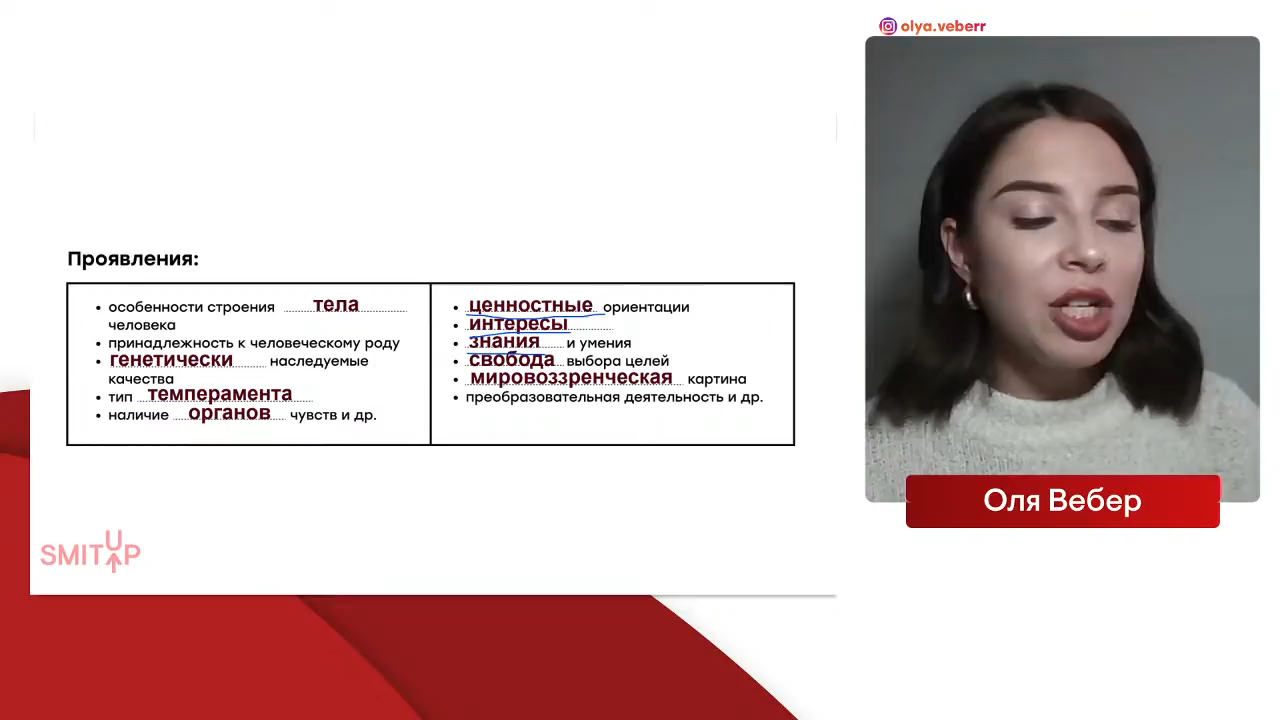 olya.veberr
Проявления:
• особенности строения тела
человека
• принадлежность к человеческому роду
• генетически наследуемые
качества
• тип темперамента
• наличие органов чувств и др.
• ценностные ориентации
• интересы
• знания и умения
• свобода выбора целей
• мировоззренческая картина
• преобразовательная деятельность и др.
SMITUP
Оля Вебер